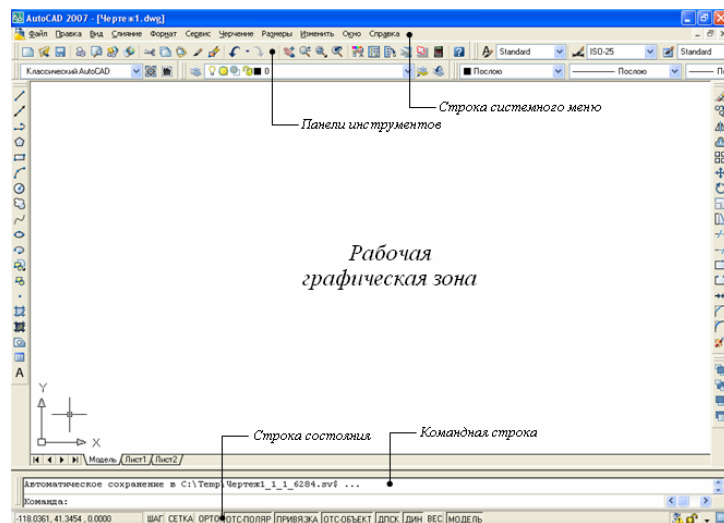 AutoCAD 2007 - [Чертеж1.dwg]
Файл Правка Вид Слияние Формат Сервис Черчение Размеры Изменить Окно Справка
Standard ISO-25 Standard
Классический AutoCAD 0 Послою Послою
Строка системного меню
Панели инструментов
Рабочая
графическая зона
A
Y
X
Строка состояния
Командная строка
Модель Лист1 Лист2
Автоматическое сохранение в C:\Temp\Чертеж1_1_1_6284.sv$ ...
Команда:
-118.0361, 41.3454, 0.0000 ШАГ СЕТКА ОРТО ОТС-ПОЛЯР ПРИВЯЗКА ОТС-ОБЪЕКТ ДПСК ДИН ВЕС МОДЕЛЬ